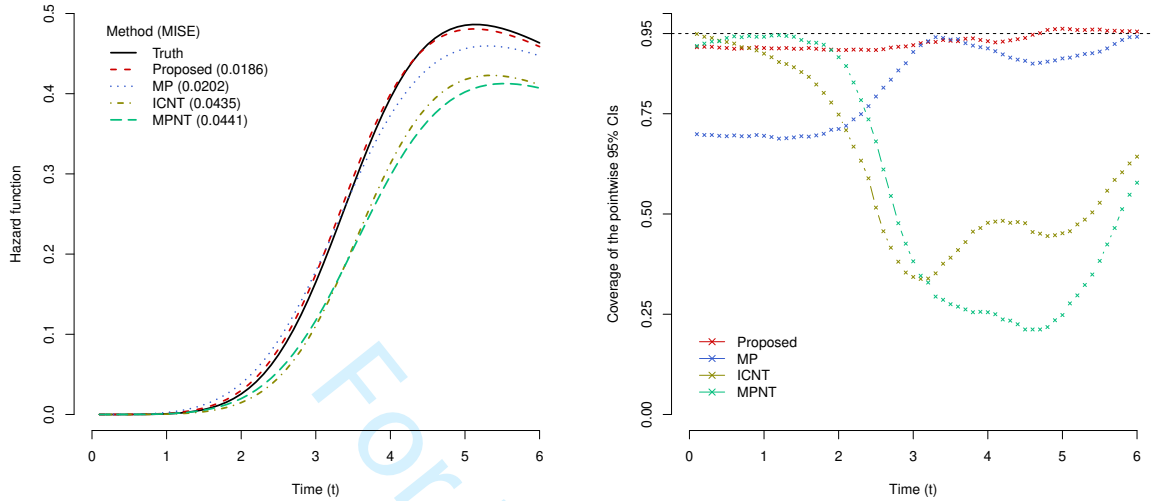 Method (MISE)
Truth
Proposed (0.0186)
MP (0.0202)
ICNT (0.0435)
MPNT (0.0441)
Hazard function
0.5
0.4
0.3
0.2
0.1
0.0
0 1 2 3 4 5 6
Time (t)
For
Coverage of the pointwise 95% CIs
0.95
0.75
0.50
0.25
0.00
Proposed
MP
ICNT
MPNT
0 1 2 3 4 5 6
Time (t)